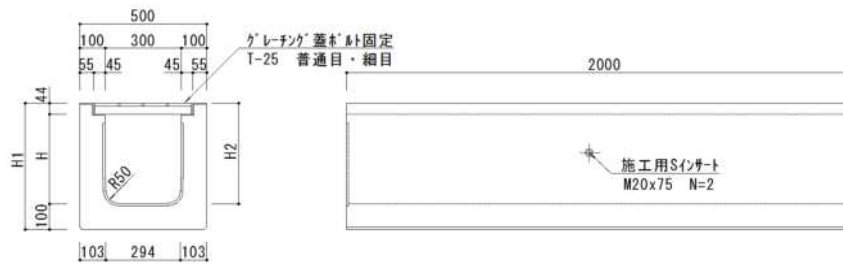 500
100 300 100
55 45 45 55
グレーチング蓋ボルト固定
T-25 普通目・細目
2000
44
H1 H H2
R50
100
施工用Sインサート
M20x75 N=2
103 294 103